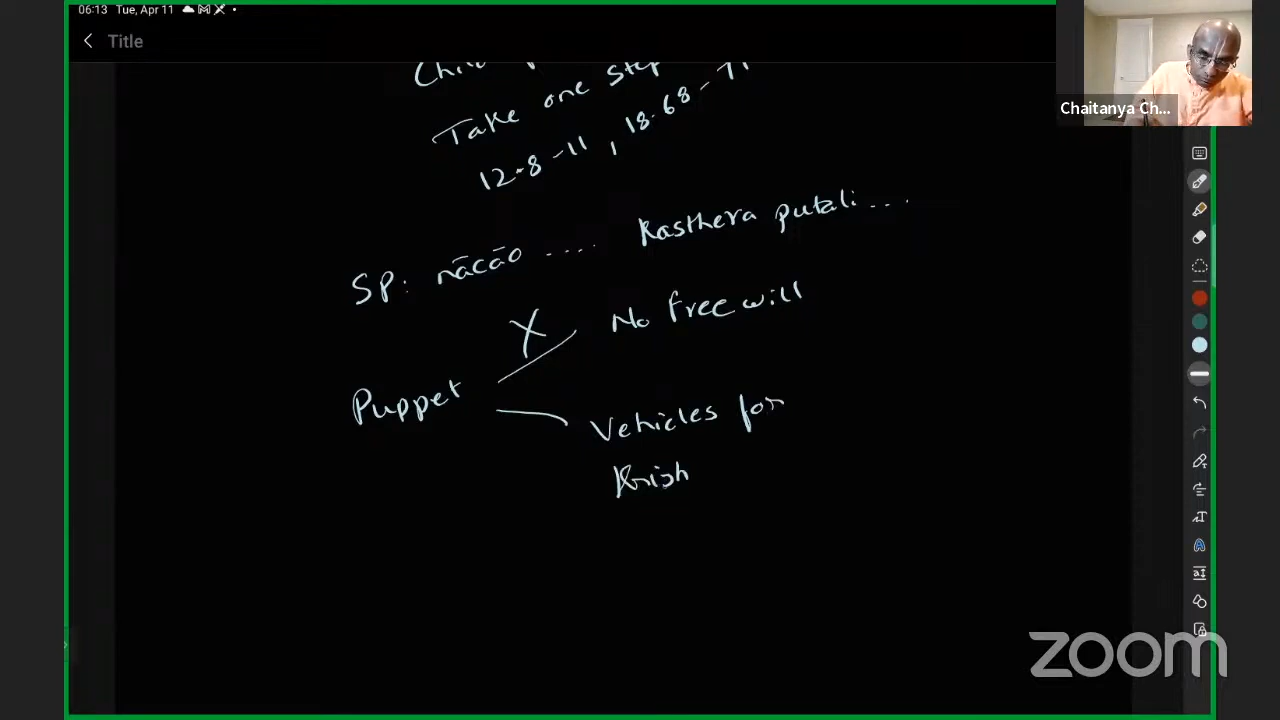 06:13 Tue, Apr 11
Title
Take one step
12.8-11, 18.68-71
SP: nācāo .... Kasthera putali ...
X No free will
Puppet
Vehicles for
Krish
Chaitanya Ch...
zoom